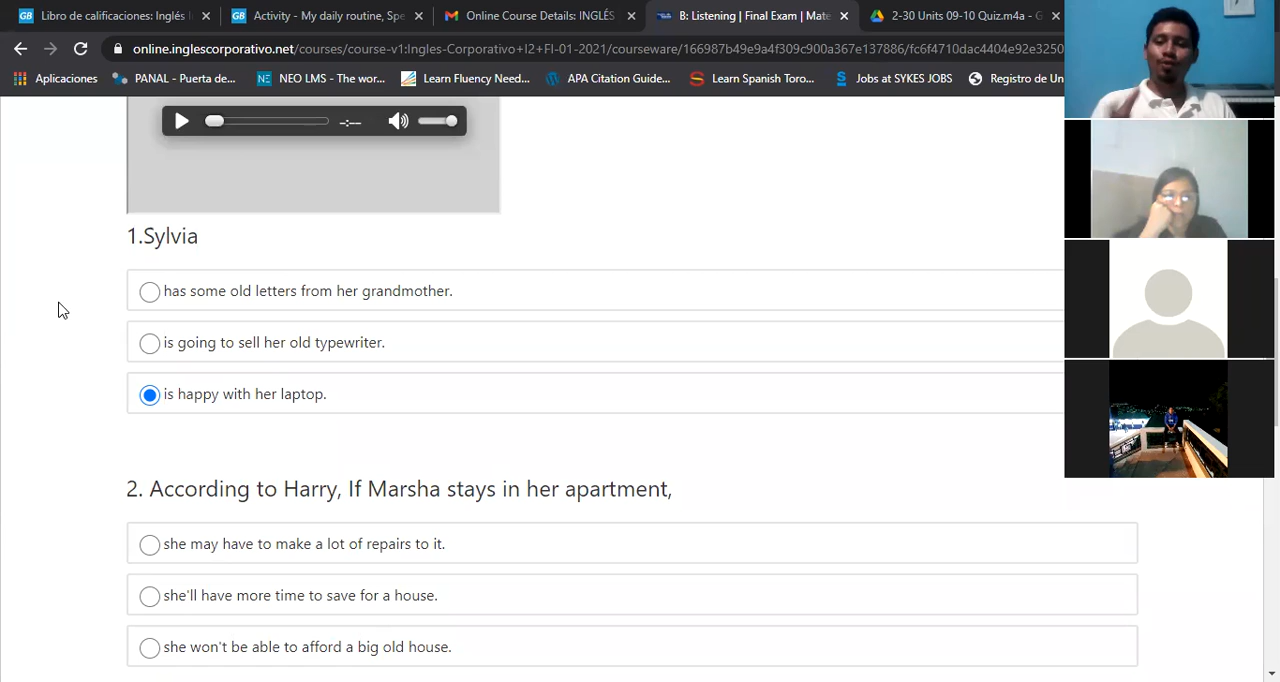 Libro de calificaciones: Inglés I
Activity - My daily routine, Spe
Online Course Details: INGLÉS
B: Listening | Final Exam | Mate
2-30 Units 09-10 Quiz.m4a - G
online.inglescorporativo.net/courses/course-v1:Ingles-Corporativo+I2+FI-01-2021/courseware/166987b49e9a4f309c900a367e137886/fc6f4710dac4404e92e3250
Aplicaciones
PANAL - Puerta de...
NEO LMS - The wor...
Learn Fluency Need...
APA Citation Guide...
Learn Spanish Toro...
Jobs at SYKES JOBS
Registro de Un
-:--
1.Sylvia
has some old letters from her grandmother.
is going to sell her old typewriter.
is happy with her laptop.
2. According to Harry, If Marsha stays in her apartment,
she may have to make a lot of repairs to it.
she'll have more time to save for a house.
she won't be able to afford a big old house.